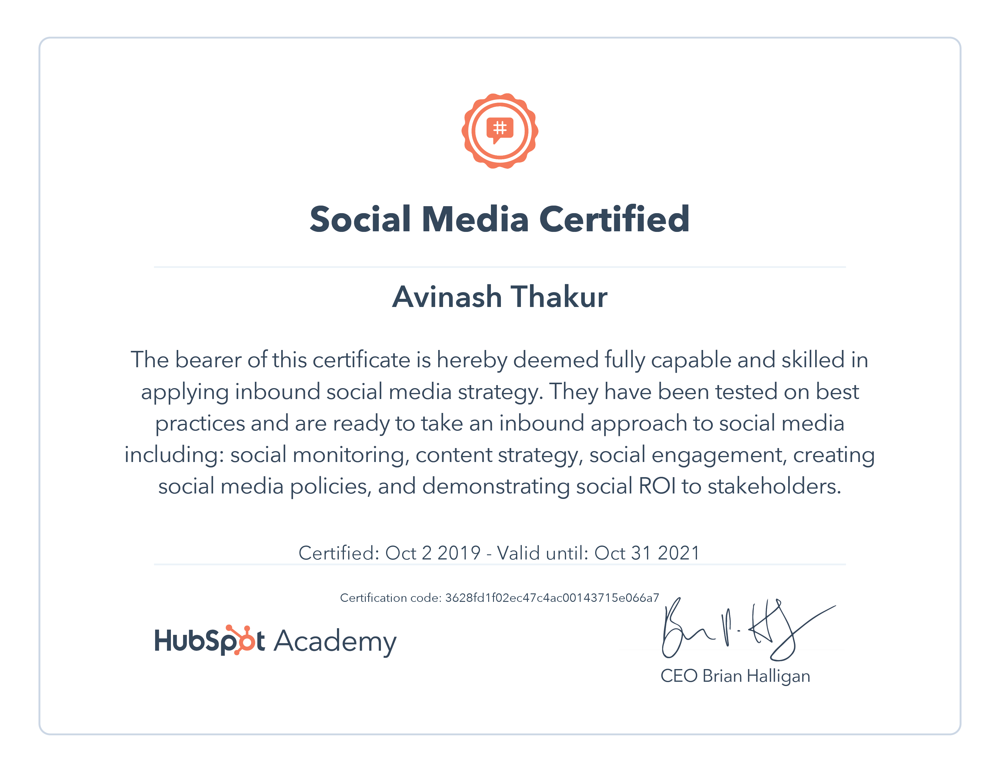 #
Social Media Certified
Avinash Thakur
The bearer of this certificate is hereby deemed fully capable and skilled in
applying inbound social media strategy. They have been tested on best
practices and are ready to take an inbound approach to social media
including: social monitoring, content strategy, social engagement, creating
social media policies, and demonstrating social ROI to stakeholders.
Certified: Oct 2 2019 - Valid until: Oct 31 2021
Certification code: 3628fd1f02ec47c4ac00143715e066a7
HubSpot Academy
CEO Brian Halligan